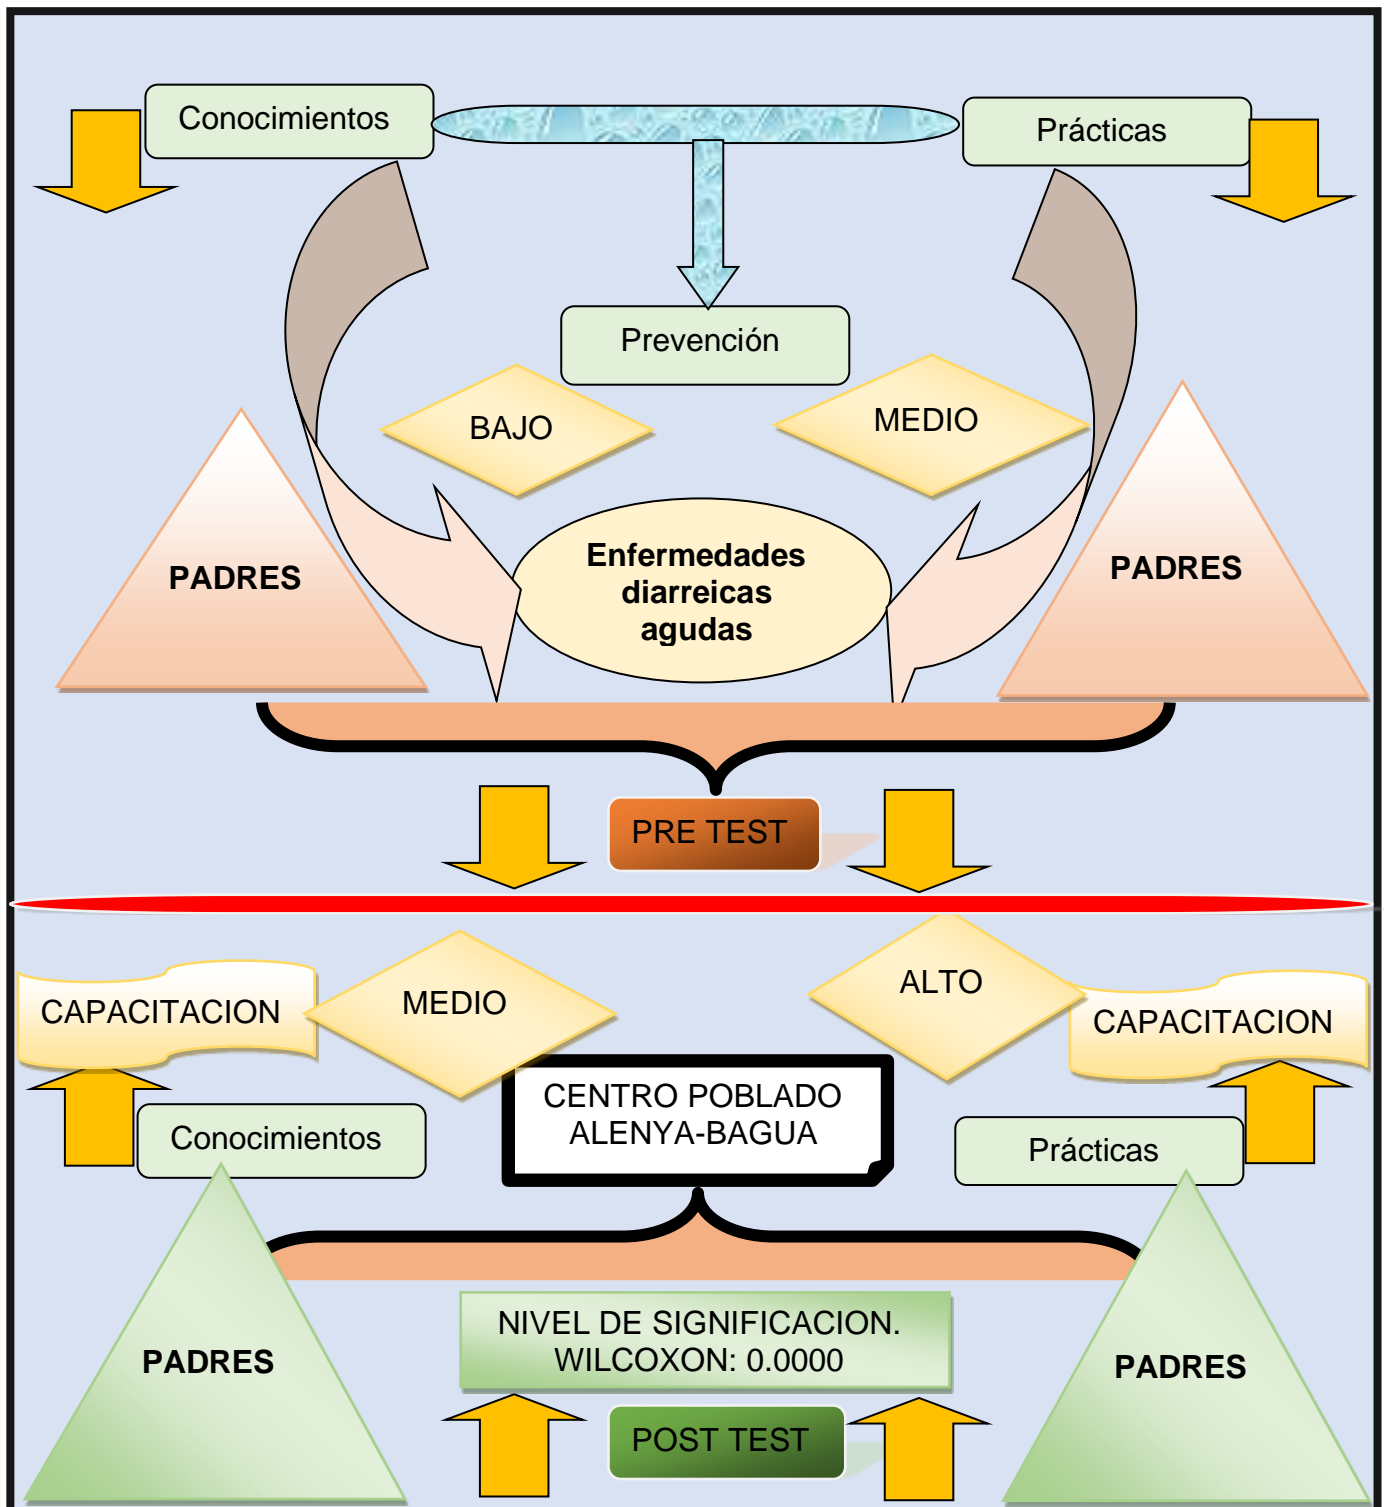 Conocimientos
Prácticas
Prevención
BAJO
MEDIO
PADRES
Enfermedades
diarreicas
agudas
PADRES
PRE TEST
CAPACITACION
MEDIO
ALTO
CAPACITACION
CENTRO POBLADO
ALENYA-BAGUA
Conocimientos
Prácticas
NIVEL DE SIGNIFICACION.
WILCOXON: 0.0000
PADRES
PADRES
POST TEST